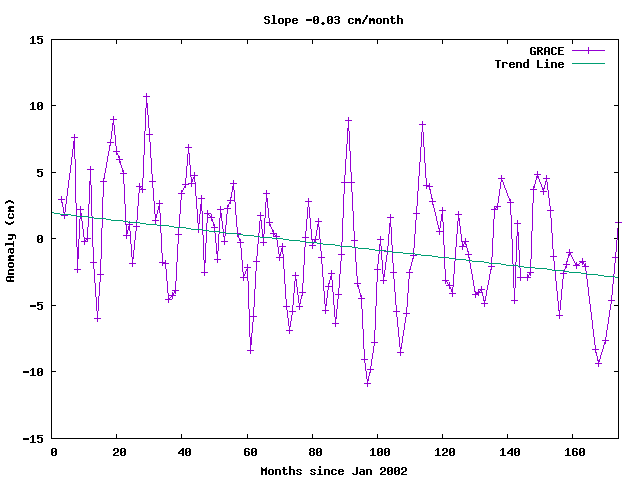 Slope -0.03 cm/month
GRACE
Trend Line
15
10
5
0
-5
-10
-15
Anomaly (cm)
0 20 40 60 80 100 120 140 160
Months since Jan 2002